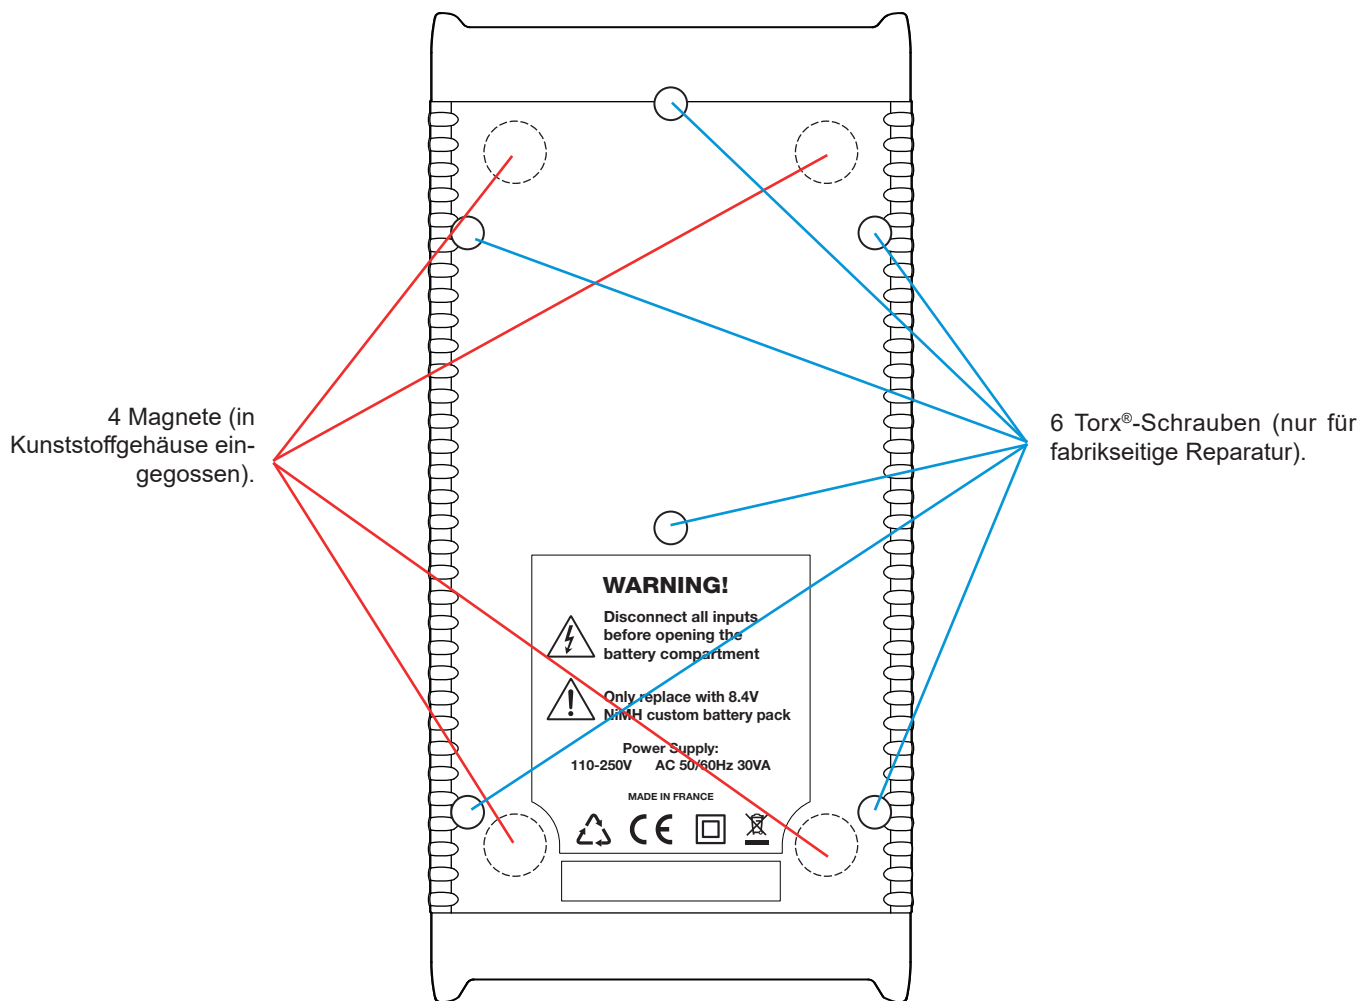 4 Magnete (in
Kunststoffgehäuse ein-
gegossen).
6 Torx®-Schrauben (nur für
fabrikseitige Reparatur).
WARNING!
Disconnect all inputs
before opening the
battery compartment
Only replace with 8.4V
NiMH custom battery pack
Power Supply:
110-250V AC 50/60Hz 30VA
MADE IN FRANCE
CE